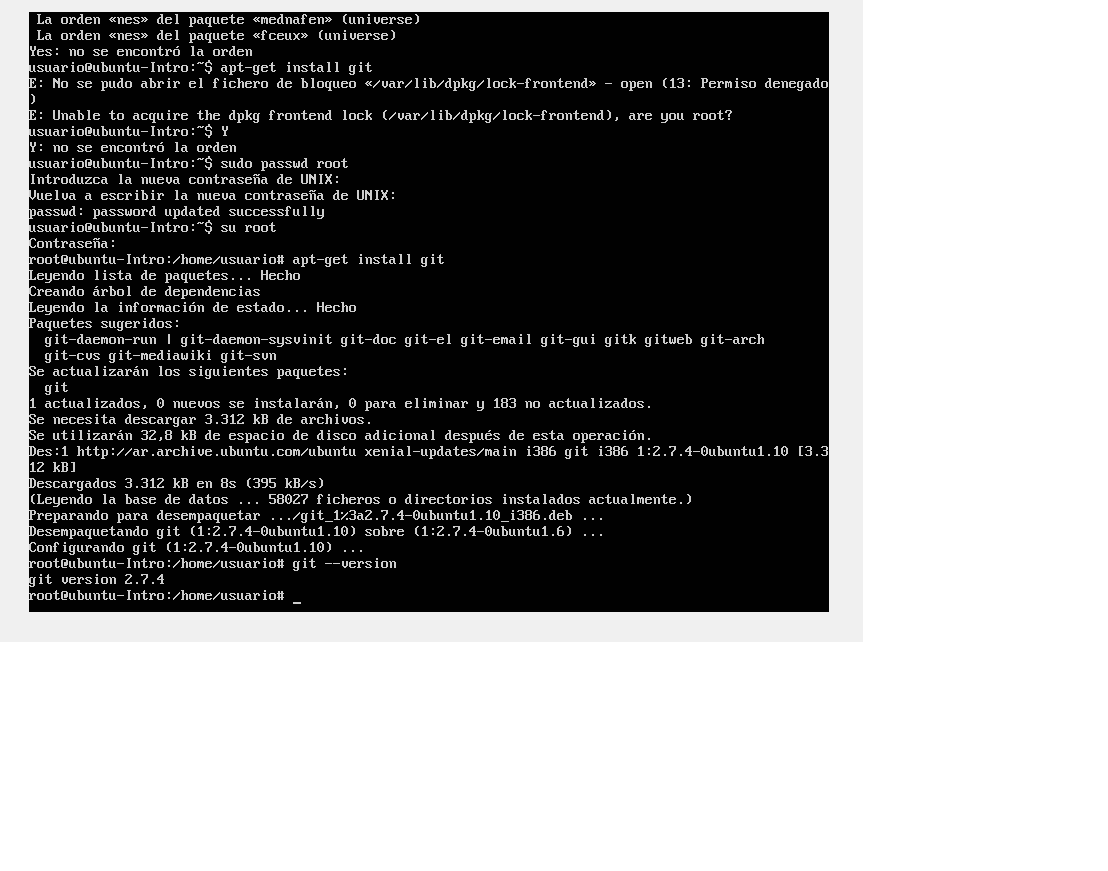 La orden «nes» del paquete «mednafen» (universe)
La orden «nes» del paquete «fceux» (universe)
Yes: no se encontró la orden
usuario@ubuntu-Intro:~$ apt-get install git
E: No se pudo abrir el fichero de bloqueo «/var/lib/dpkg/lock-frontend» - open (13: Permiso denegado
)
E: Unable to acquire the dpkg frontend lock (/var/lib/dpkg/lock-frontend), are you root?
usuario@ubuntu-Intro:~$ Y
Y: no se encontró la orden
usuario@ubuntu-Intro:~$ sudo passwd root
Introduzca la nueva contraseña de UNIX:
Vuelva a escribir la nueva contraseña de UNIX:
passwd: password updated successfully
usuario@ubuntu-Intro:~$ su root
Contraseña:
root@ubuntu-Intro:/home/usuario# apt-get install git
Leyendo lista de paquetes... Hecho
Creando árbol de dependencias
Leyendo la información de estado... Hecho
Paquetes sugeridos:
  git-daemon-run | git-daemon-sysvinit git-doc git-el git-email git-gui gitk gitweb git-arch
  git-cvs git-mediawiki git-svn
Se actualizarán los siguientes paquetes:
  git
1 actualizados, 0 nuevos se instalarán, 0 para eliminar y 183 no actualizados.
Se necesita descargar 3.312 kB de archivos.
Se utilizarán 32,8 kB de espacio de disco adicional después de esta operación.
Des:1 http://ar.archive.ubuntu.com/ubuntu xenial-updates/main i386 git i386 1:2.7.4-0ubuntu1.10 [3.3
12 kB]
Descargados 3.312 kB en 8s (395 kB/s)
(Leyendo la base de datos ... 58027 ficheros o directorios instalados actualmente.)
Preparando para desempaquetar .../git_1%3a2.7.4-0ubuntu1.10_i386.deb ...
Desempaquetando git (1:2.7.4-0ubuntu1.10) sobre (1:2.7.4-0ubuntu1.6) ...
Configurando git (1:2.7.4-0ubuntu1.10) ...
root@ubuntu-Intro:/home/usuario# git --version
git version 2.7.4
root@ubuntu-Intro:/home/usuario# _